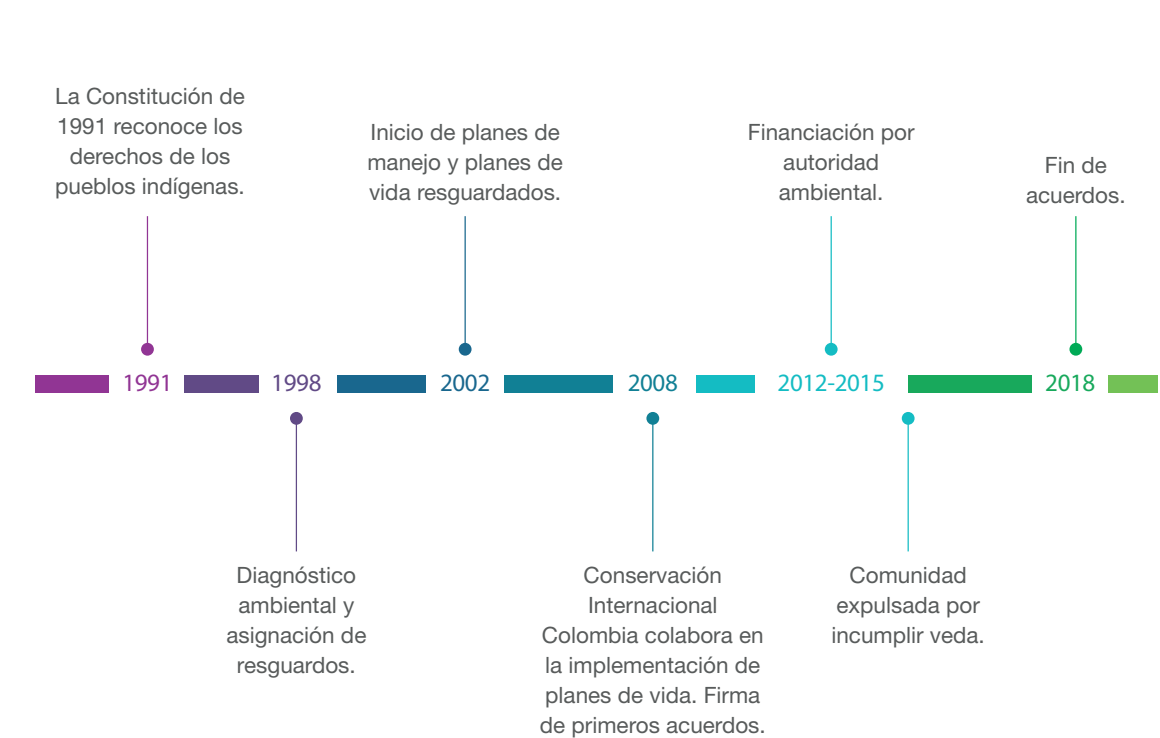 La Constitución de
1991 reconoce los
derechos de los
pueblos indígenas.
Inicio de planes de
manejo y planes de
vida resguardados.
Financiación por
autoridad
ambiental.
Fin de
acuerdos.
1991
1998
2002
2008
2012-2015
2018
Diagnóstico
ambiental y
asignación de
resguardos.
Conservación
Internacional
Colombia colabora en
la implementación de
planes de vida. Firma
de primeros acuerdos.
Comunidad
expulsada por
incumplir veda.